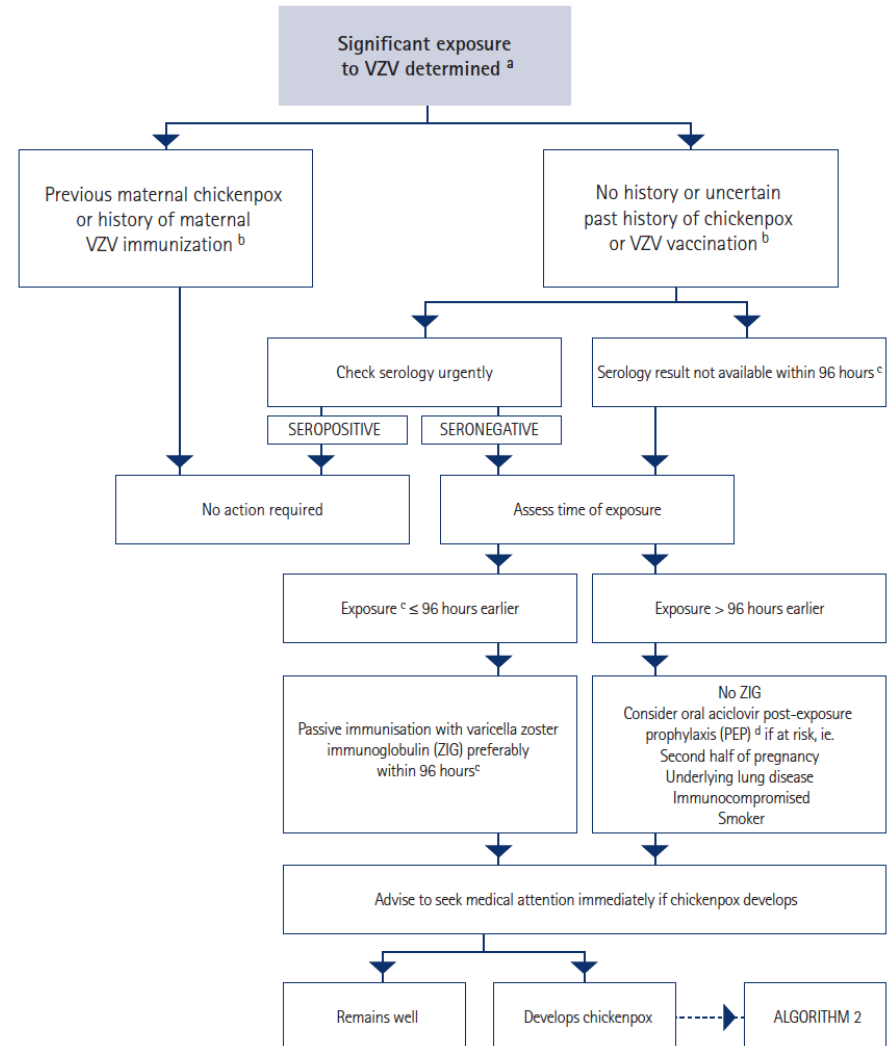 Significant exposure
to VZV determined a
Previous maternal chickenpox
or history of maternal
VZV immunization b
No history or uncertain
past history of chickenpox
or VZV vaccination b
Check serology urgently
Serology result not available within 96 hours c
SEROPOSITIVE
SERONEGATIVE
No action required
Assess time of exposure
Exposure c ≤ 96 hours earlier
Exposure > 96 hours earlier
Passive immunisation with varicella zoster
immunoglobulin (ZIG) preferably
within 96 hours c
No ZIG
Consider oral aciclovir post-exposure
prophylaxis (PEP) d if at risk, ie.
Second half of pregnancy
Underlying lung disease
Immunocompromised
Smoker
Advise to seek medical attention immediately if chickenpox develops
Remains well
Develops chickenpox
ALGORITHM 2